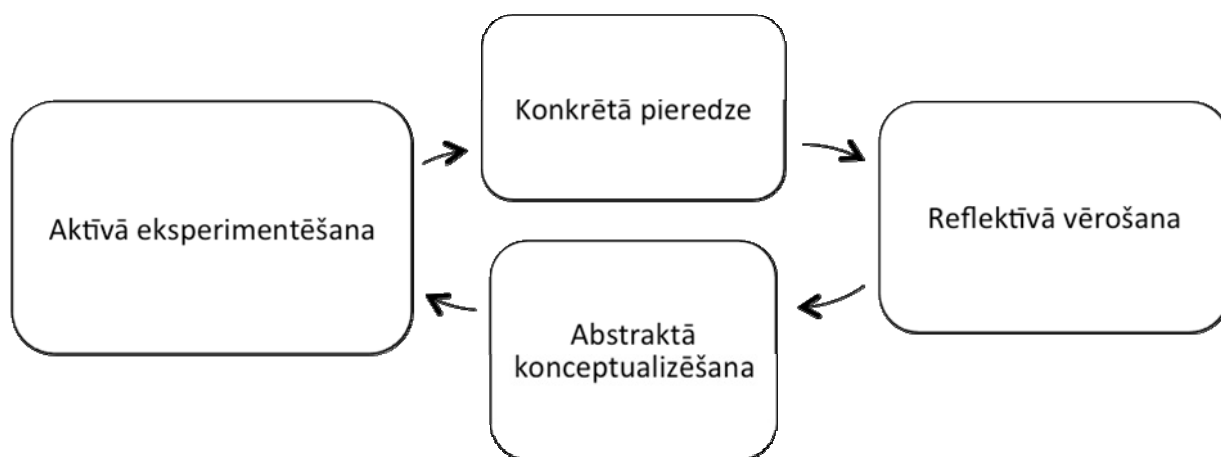 Konkrētā pieredze
Aktīvā eksperimentēšana
Reflektīvā vērošana
Abstraktā
konceptualizēšana